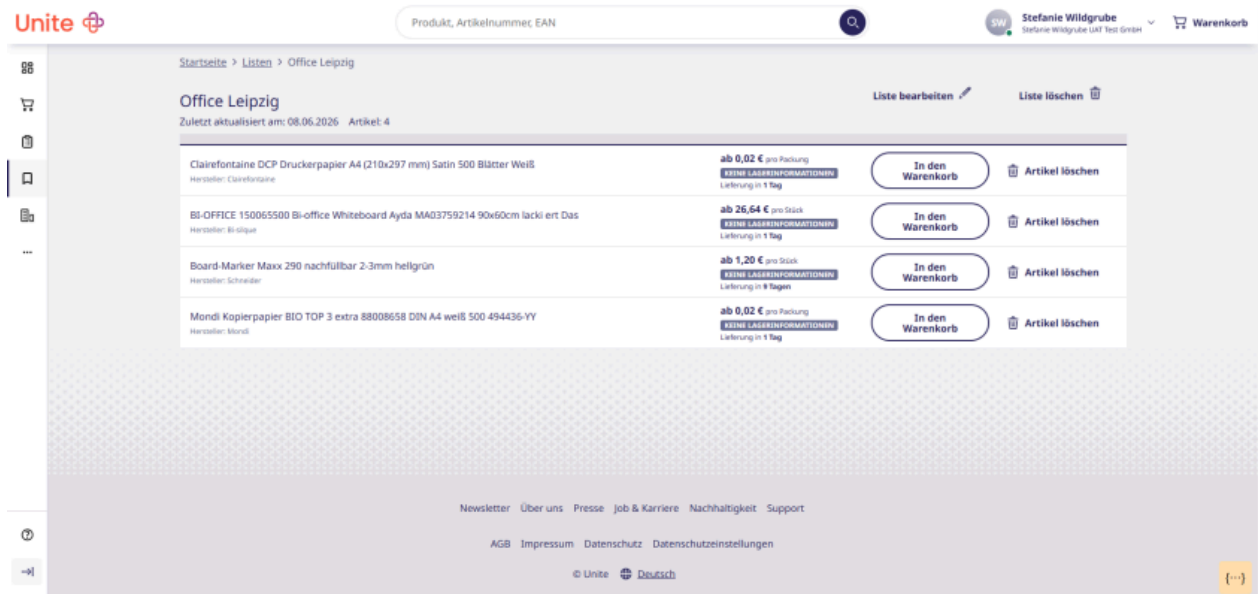 Unite
Produkt, Artikelnummer, EAN
SW
Stefanie Wildgrube
Stefanie Wildgrube UAT Test GmbH
Warenkorb
Startseite > Listen > Office Leipzig
Office Leipzig
Liste bearbeiten
Liste löschen
Zuletzt aktualisiert am: 08.06.2026 Artikel: 4
Clairefontaine DCP Druckerpapier A4 (210x297 mm) Satin 500 Blätter Weiß
Hersteller: Clairefontaine
ab 0,02 € pro Packung
KEINE LAGERINFORMATIONEN
Lieferung in 1 Tag
In den Warenkorb
Artikel löschen
BI-OFFICE 150065500 Bi-office Whiteboard Ayda MA03759214 90x60cm lacki ert Das
Hersteller: Bi-silque
ab 26,64 € pro Stück
KEINE LAGERINFORMATIONEN
Lieferung in 1 Tag
In den Warenkorb
Artikel löschen
Board-Marker Maxx 290 nachfüllbar 2-3mm hellgrün
Hersteller: Schneider
ab 1,20 € pro Stück
KEINE LAGERINFORMATIONEN
Lieferung in 9 Tagen
In den Warenkorb
Artikel löschen
Mondi Kopierpapier BIO TOP 3 extra 88008658 DIN A4 weiß 500 494436-YY
Hersteller: Mondi
ab 0,02 € pro Packung
KEINE LAGERINFORMATIONEN
Lieferung in 1 Tag
In den Warenkorb
Artikel löschen
Newsletter Über uns Presse Job & Karriere Nachhaltigkeit Support
AGB Impressum Datenschutz Datenschutzeinstellungen
© Unite Deutsch
{···}